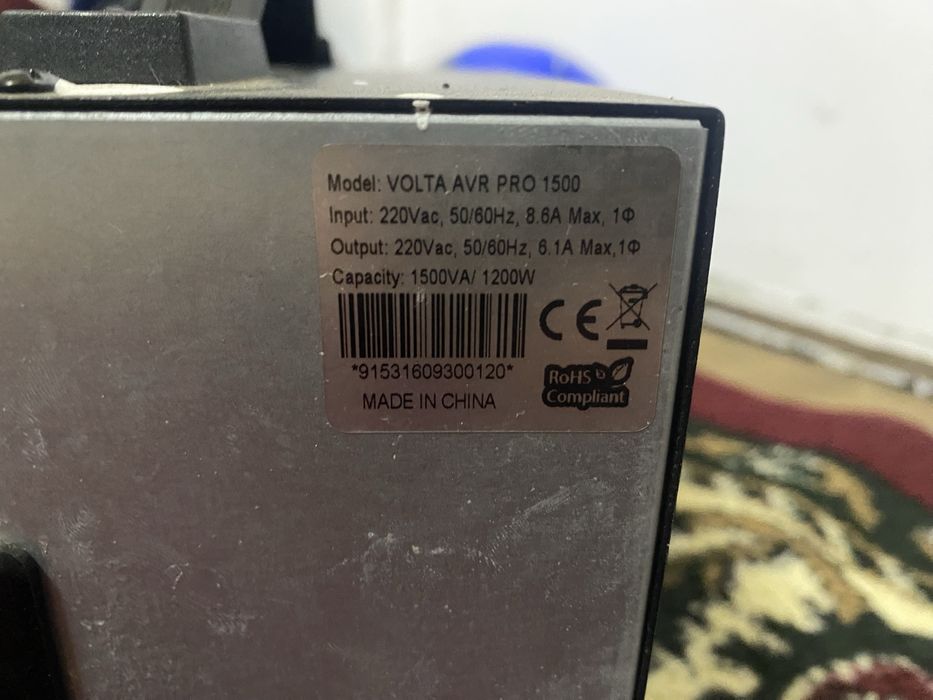 Model: VOLTA AVR PRO 1500
Input: 220Vac, 50/60Hz, 8.6A Max, 1Φ
Output: 220Vac, 50/60Hz, 6.1A Max,1Φ
Capacity: 1500VA/ 1200W
CE
*91531609300120*
RoHS
Compliant
MADE IN CHINA